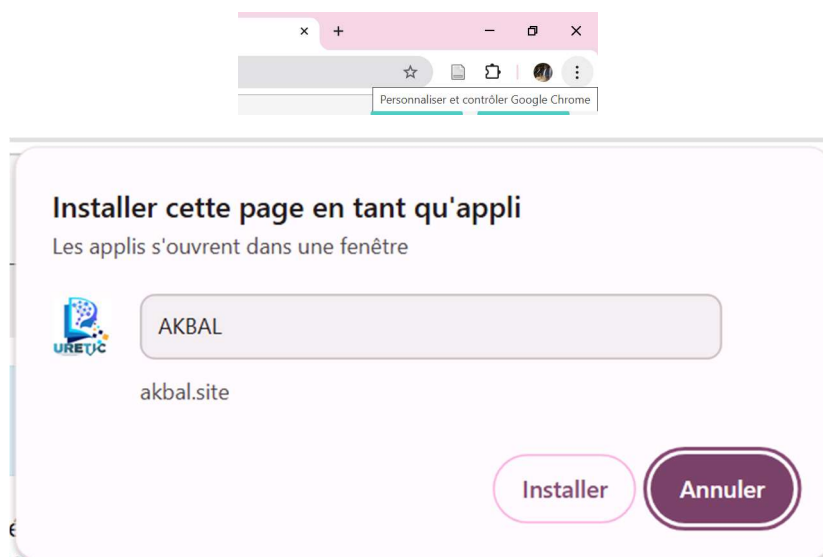 Personnaliser et contrôler Google Chrome
Installer cette page en tant qu'appli
Les applis s'ouvrent dans une fenêtre
URETIC
AKBAL
akbal.site
Installer
Annuler
é